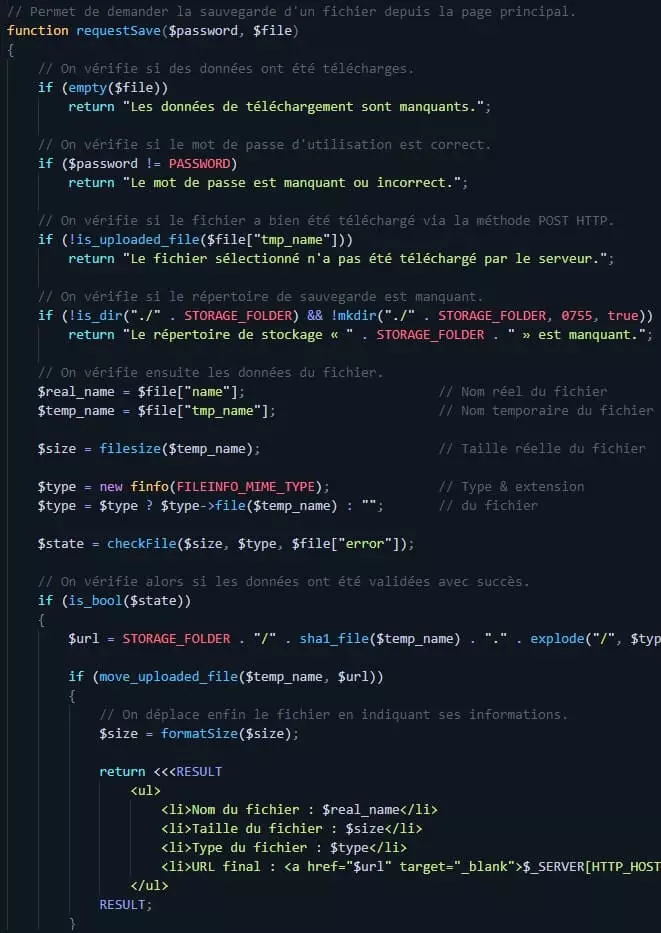 // Permet de demander la sauvegarde d'un fichier depuis la page principal.
function requestSave($password, $file)
{
// On vérifie si des données ont été télécharges.
if (empty($file))
return "Les données de téléchargement sont manquants.";
// On vérifie si le mot de passe d'utilisation est correct.
if ($password != PASSWORD)
return "Le mot de passe est manquant ou incorrect.";
// On vérifie si le fichier a bien été téléchargé via la méthode POST HTTP.
if (!is_uploaded_file($file["tmp_name"]))
return "Le fichier sélectionné n'a pas été téléchargé par le serveur.";
// On vérifie si le répertoire de sauvegarde est manquant.
if (!is_dir("./" . STORAGE_FOLDER) && !mkdir("./" . STORAGE_FOLDER, 0755, true))
return "Le répertoire de stockage « " . STORAGE_FOLDER . " » est manquant.";
// On vérifie ensuite les données du fichier.
$real_name = $file["name"]; // Nom réel du fichier
$temp_name = $file["tmp_name"]; // Nom temporaire du fichier
$size = filesize($temp_name); // Taille réelle du fichier
$type = new finfo(FILEINFO_MIME_TYPE); // Type & extension
$type = $type ? $type->file($temp_name) : ""; // du fichier
$state = checkFile($size, $type, $file["error"]);
// On vérifie alors si les données ont été validées avec succès.
if (is_bool($state))
{
$url = STORAGE_FOLDER . "/" . sha1_file($temp_name) . "." . explode("/", $typ
if (move_uploaded_file($temp_name, $url))
{
// On déplace enfin le fichier en indiquant ses informations.
$size = formatSize($size);
return <<<RESULT
<ul>
<li>Nom du fichier : $real_name</li>
<li>Taille du fichier : $size</li>
<li>Type du fichier : $type</li>
<li>URL final : <a href="$url" target="_blank">$_SERVER[HTTP_HOST
</ul>
RESULT;
}